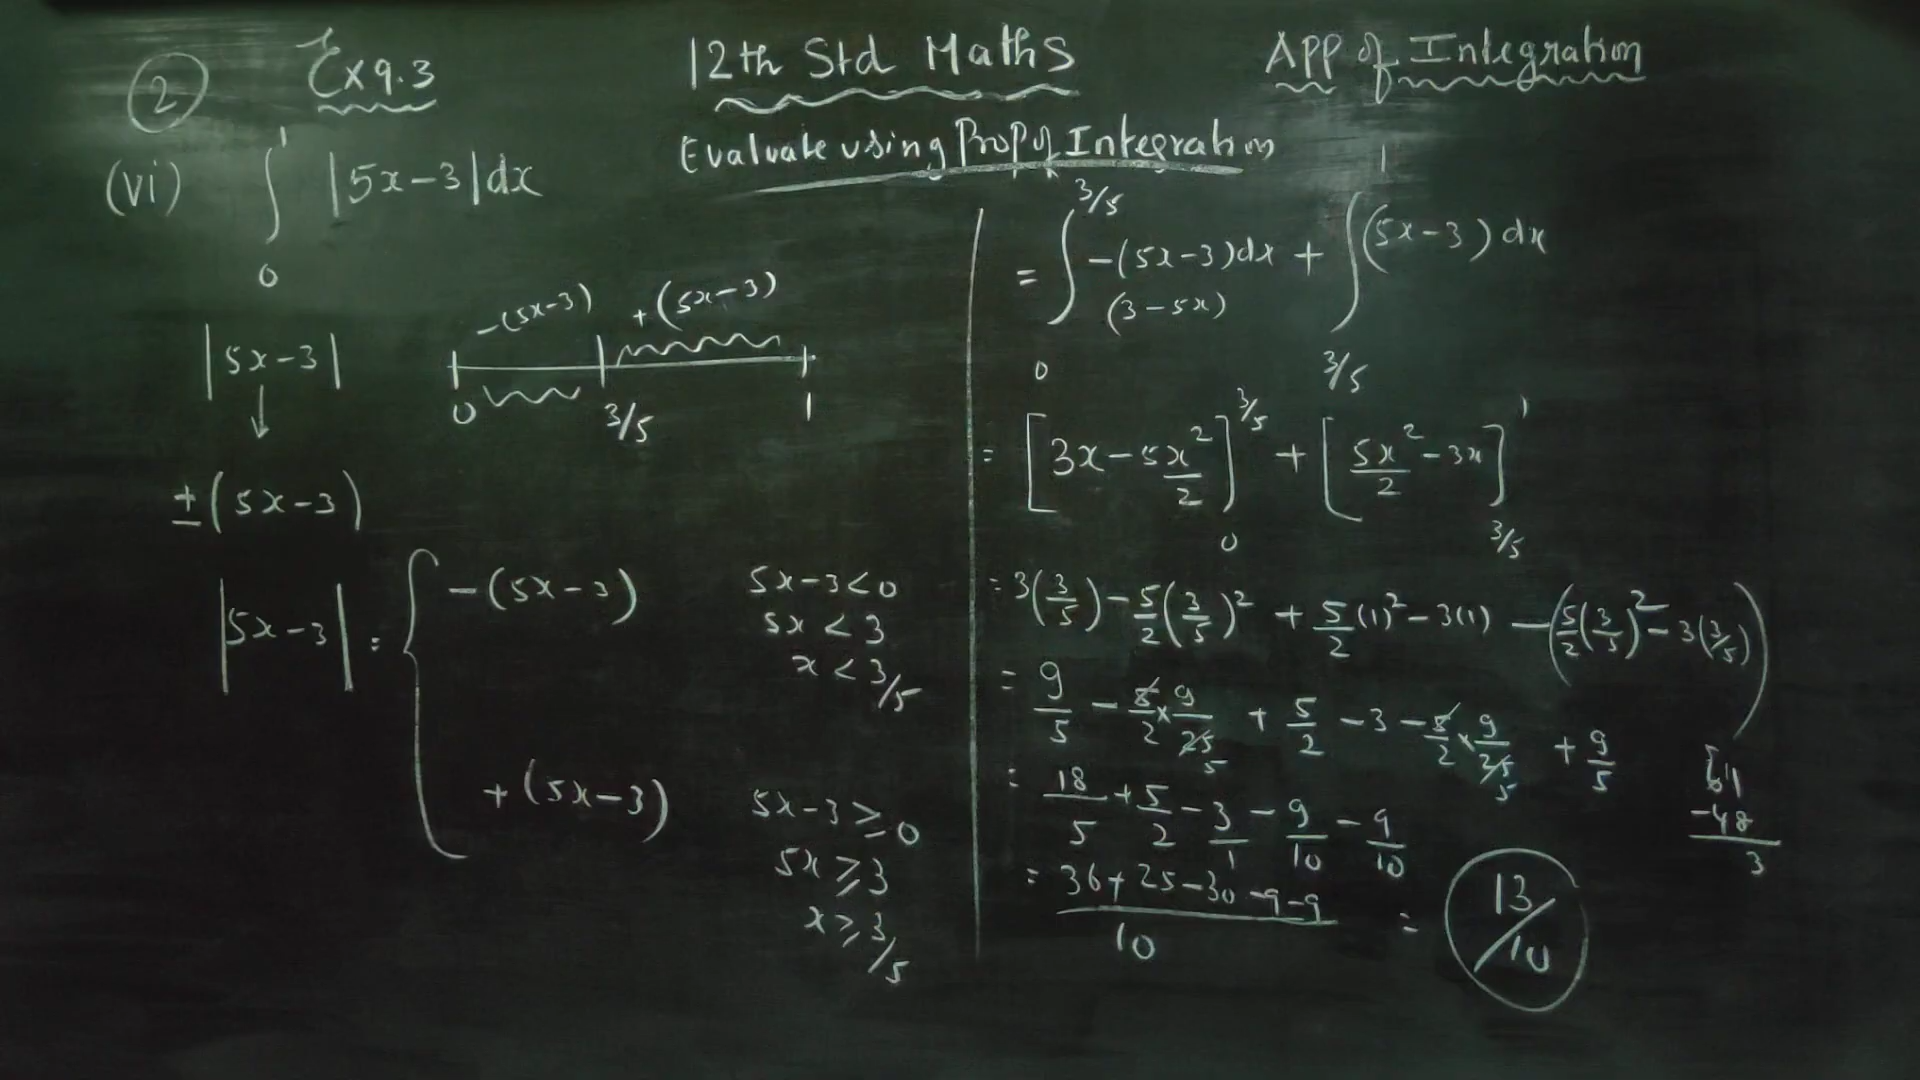 ② Ex 9.3 12th Std Maths APP of Integration
Evaluate using Prop of Integration
(vi) ∫₀¹ |5x-3|dx
|5x-3|
↓
±(5x-3)
-(5x-3) +(5x-3)
0 3/5 1
|5x-3| = { -(5x-3) 5x-3<0
5x < 3
x < 3/5
+(5x-3) 5x-3≥0
5x ≥ 3
x ≥ 3/5
= ∫₀^(3/5) -(5x-3)dx + ∫_(3/5)^1 (5x-3) dx
(3-5x)
= [3x - 5x²/2]₀^(3/5) + [5x²/2 - 3x]_(3/5)^1
= 3(3/5) - 5/2(3/5)² + 5/2(1)² - 3(1) - (5/2(3/5)² - 3(3/5))
= 9/5 - 5/2 × 9/25 5 + 5/2 - 3 - 5/2 × 9/25 5 + 9/5
= 18/5 + 5/2 - 3/1 - 9/10 - 9/10
= (36+25-30-9-9)/10 = 13/10
61
-48
3